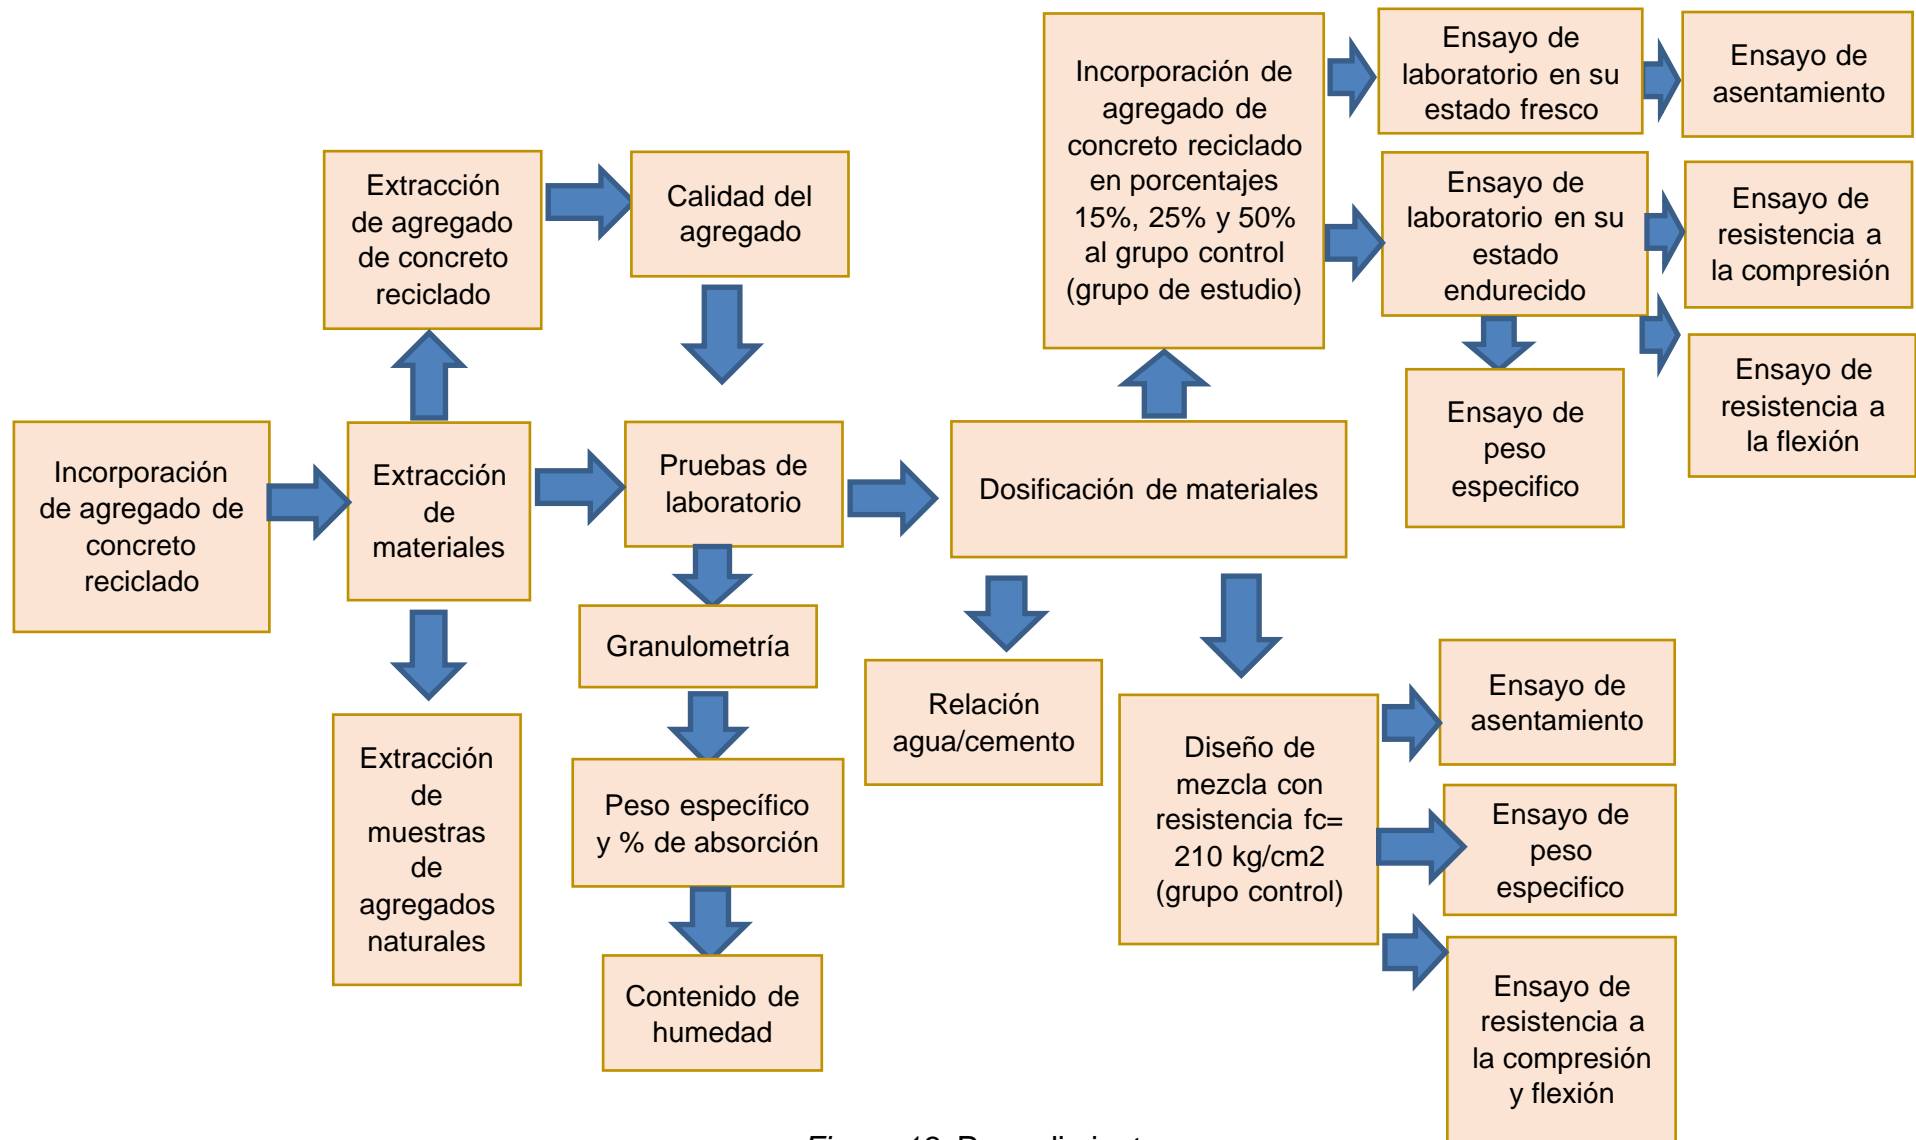 Incorporación
de agregado de
concreto
reciclado
Extracción
de agregado
de concreto
reciclado
Calidad del
agregado
Extracción
de
materiales
Extracción
de
muestras
de
agregados
naturales
Pruebas de
laboratorio
Granulometría
Peso específico
y % de absorción
Contenido de
humedad
Dosificación de materiales
Relación
agua/cemento
Incorporación de
agregado de
concreto reciclado
en porcentajes
15%, 25% y 50%
al grupo control
(grupo de estudio)
Ensayo de
laboratorio en su
estado fresco
Ensayo de
asentamiento
Ensayo de
laboratorio en su
estado
endurecido
Ensayo de
resistencia a
la compresión
Ensayo de
resistencia a
la flexión
Ensayo de
peso
especifico
Diseño de
mezcla con
resistencia fc=
210 kg/cm2
(grupo control)
Ensayo de
asentamiento
Ensayo de
peso
especifico
Ensayo de
resistencia a
la compresión
y flexión